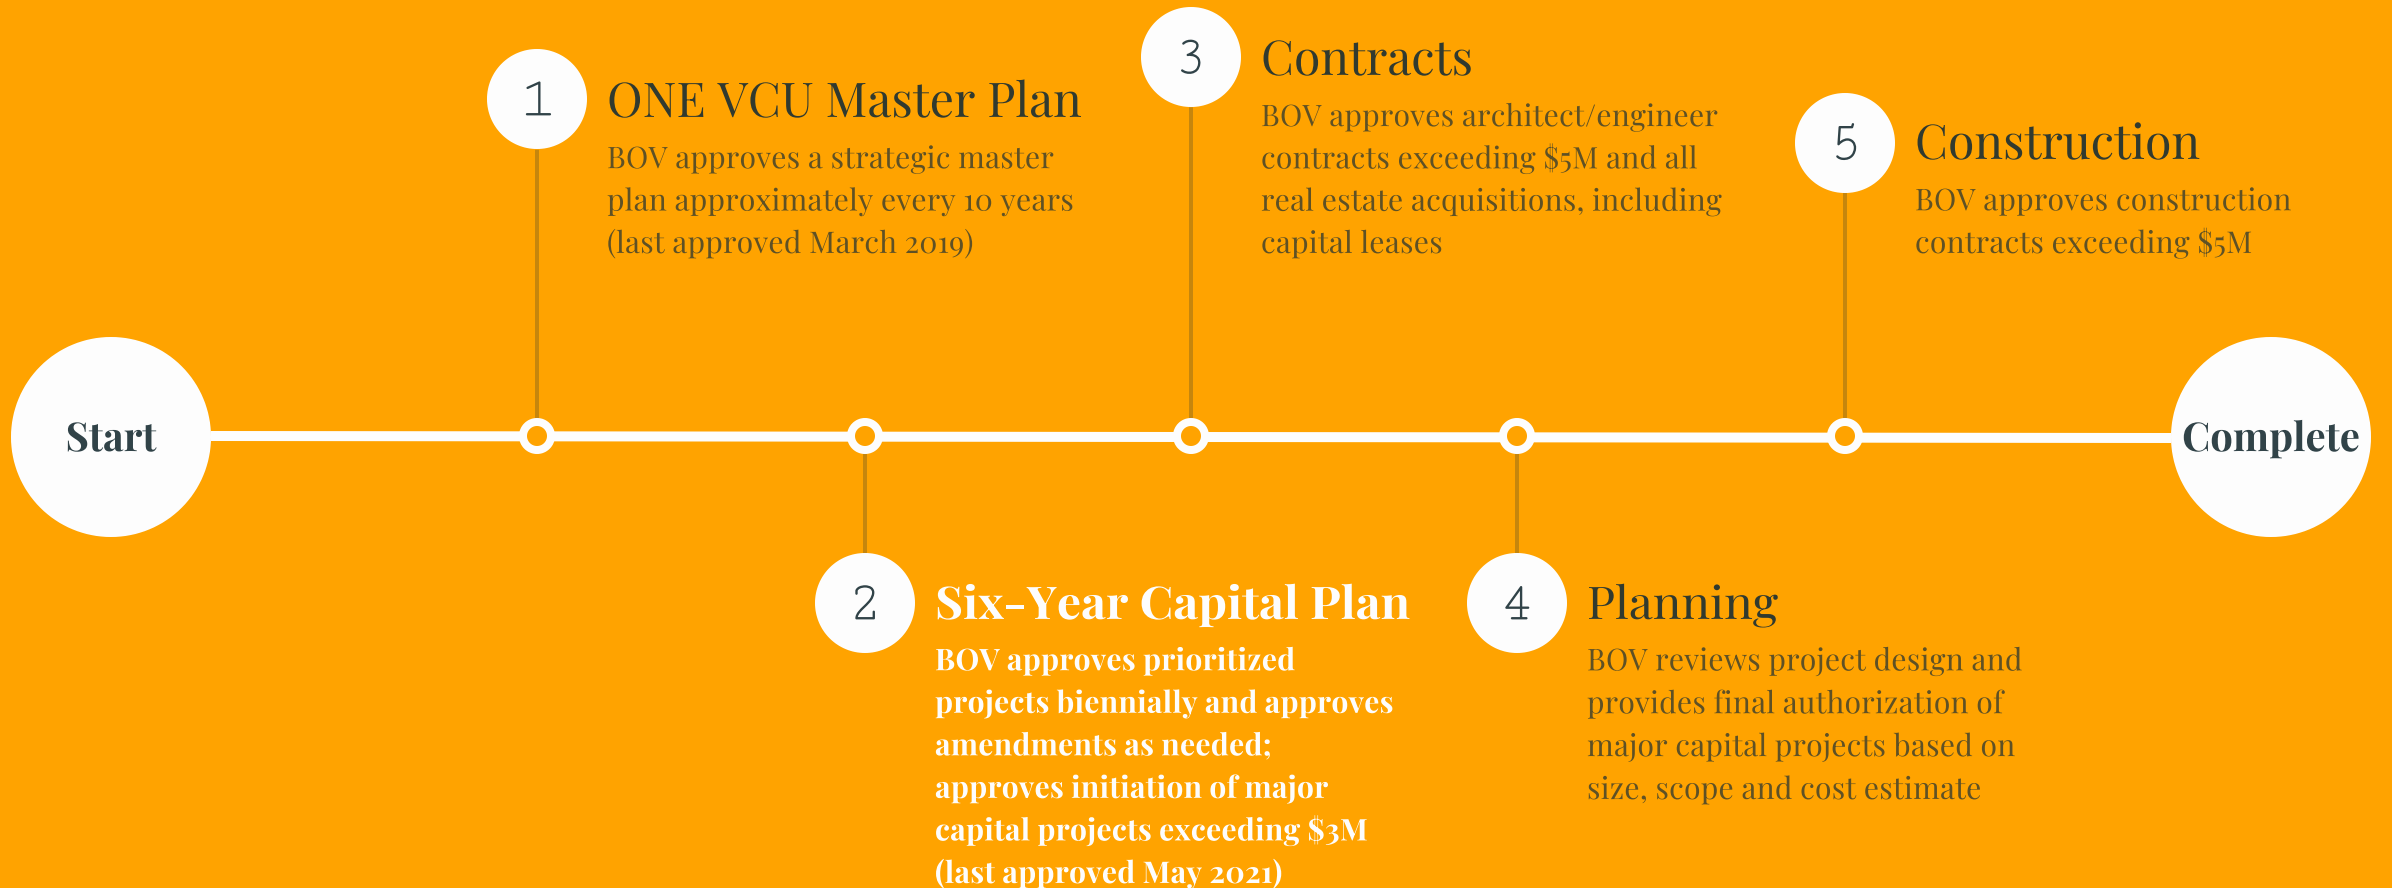 Start
1
ONE VCU Master Plan
BOV approves a strategic master
plan approximately every 10 years
(last approved March 2019)
2
Six-Year Capital Plan
BOV approves prioritized
projects biennially and approves
amendments as needed;
approves initiation of major
capital projects exceeding $3M
(last approved May 2021)
3
Contracts
BOV approves architect/engineer
contracts exceeding $5M and all
real estate acquisitions, including
capital leases
4
Planning
BOV reviews project design and
provides final authorization of
major capital projects based on
size, scope and cost estimate
5
Construction
BOV approves construction
contracts exceeding $5M
Complete